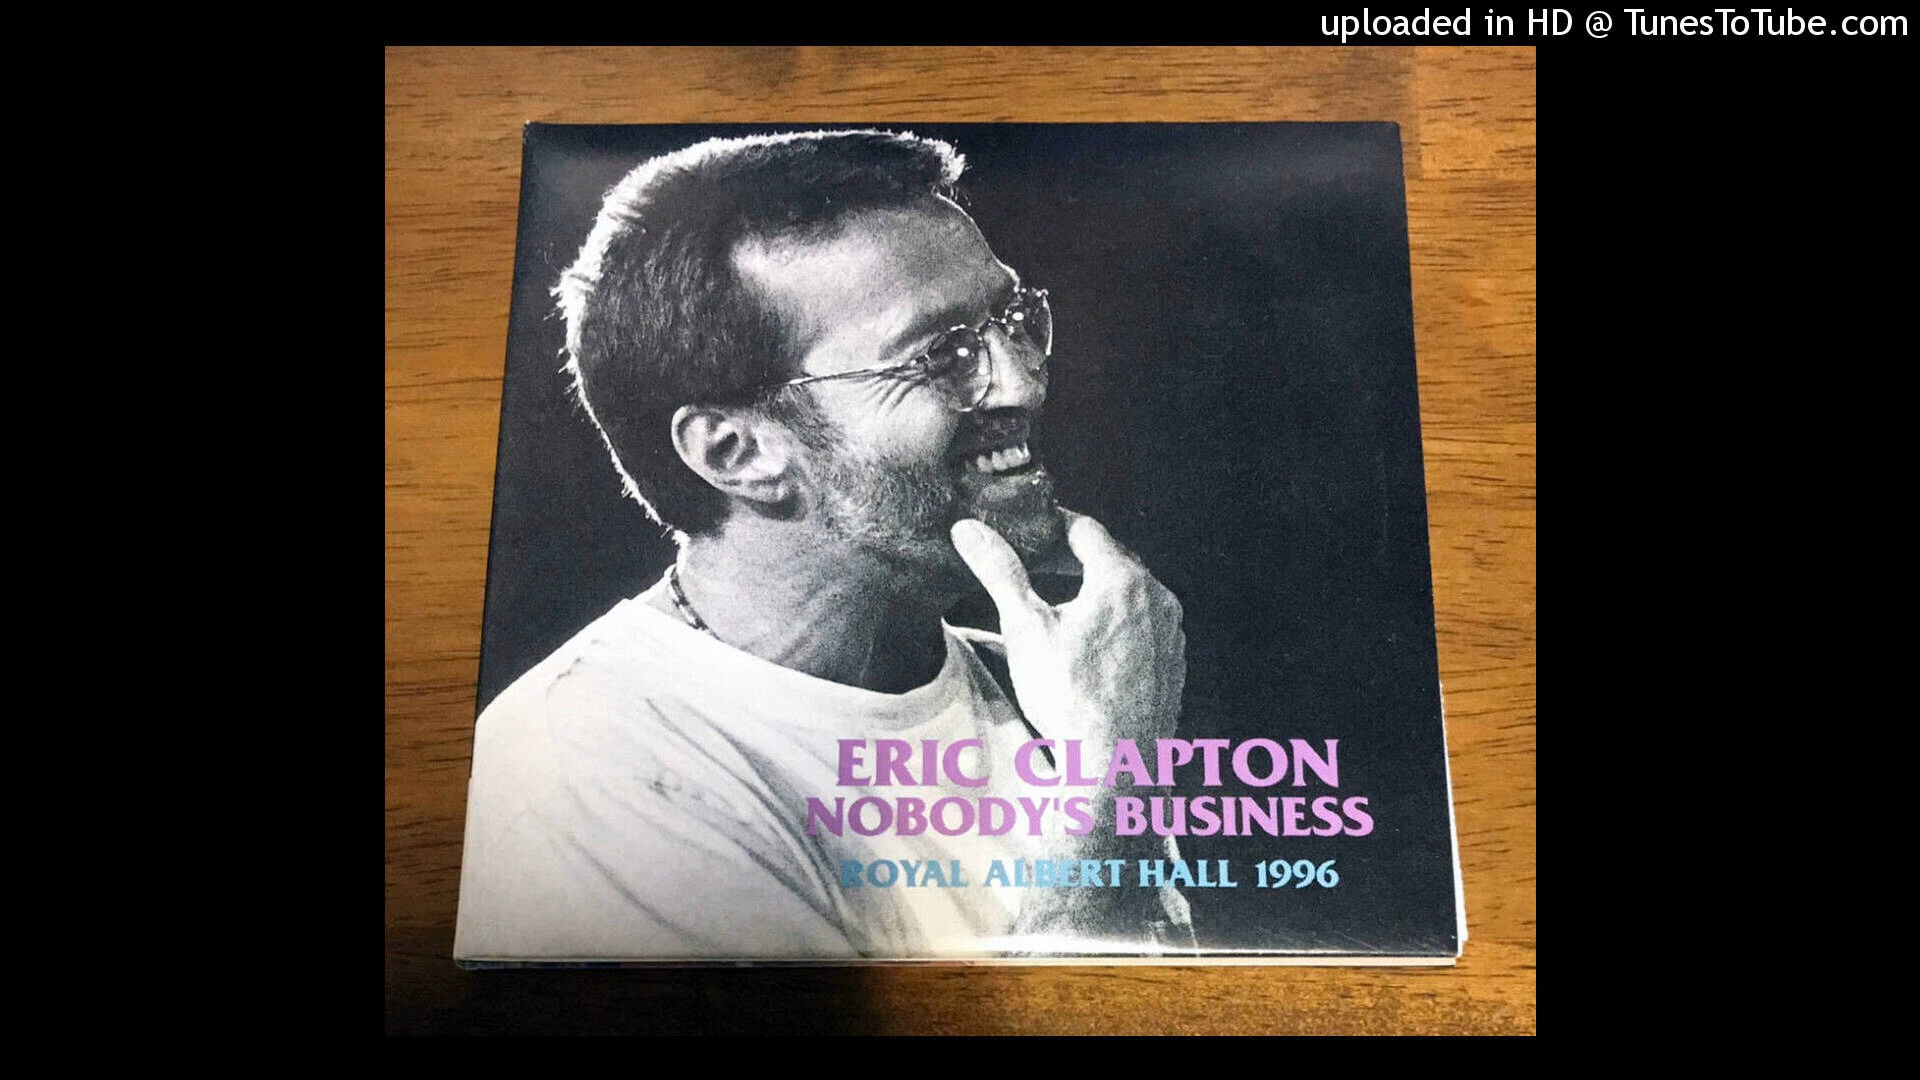 uploaded in HD @ TunesToTube.com
ERIC CLAPTON
NOBODY'S BUSINESS
ROYAL ALBERT HALL 1996